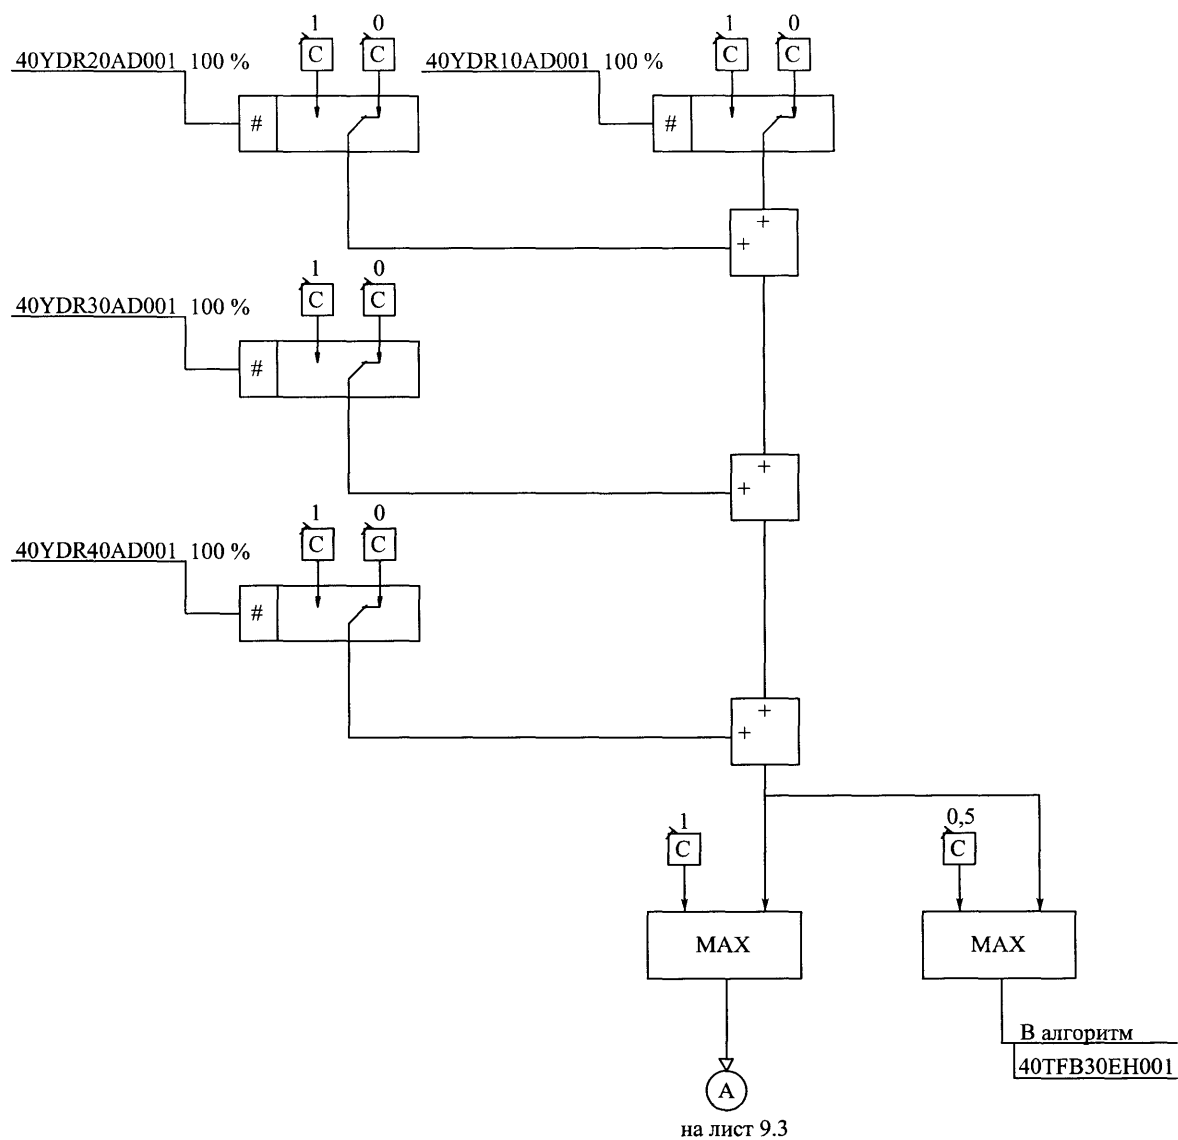 1 0 1 0
40YDR20AD001 100 % C C 40YDR10AD001 100 % C C
# #
+
+
1 0
40YDR30AD001 100 % C C
#
+
+
1 0
40YDR40AD001 100 % C C
#
+
+
1 0,5
C C
MAX MAX
В алгоритм
40TFB30EH001
A
на лист 9.3